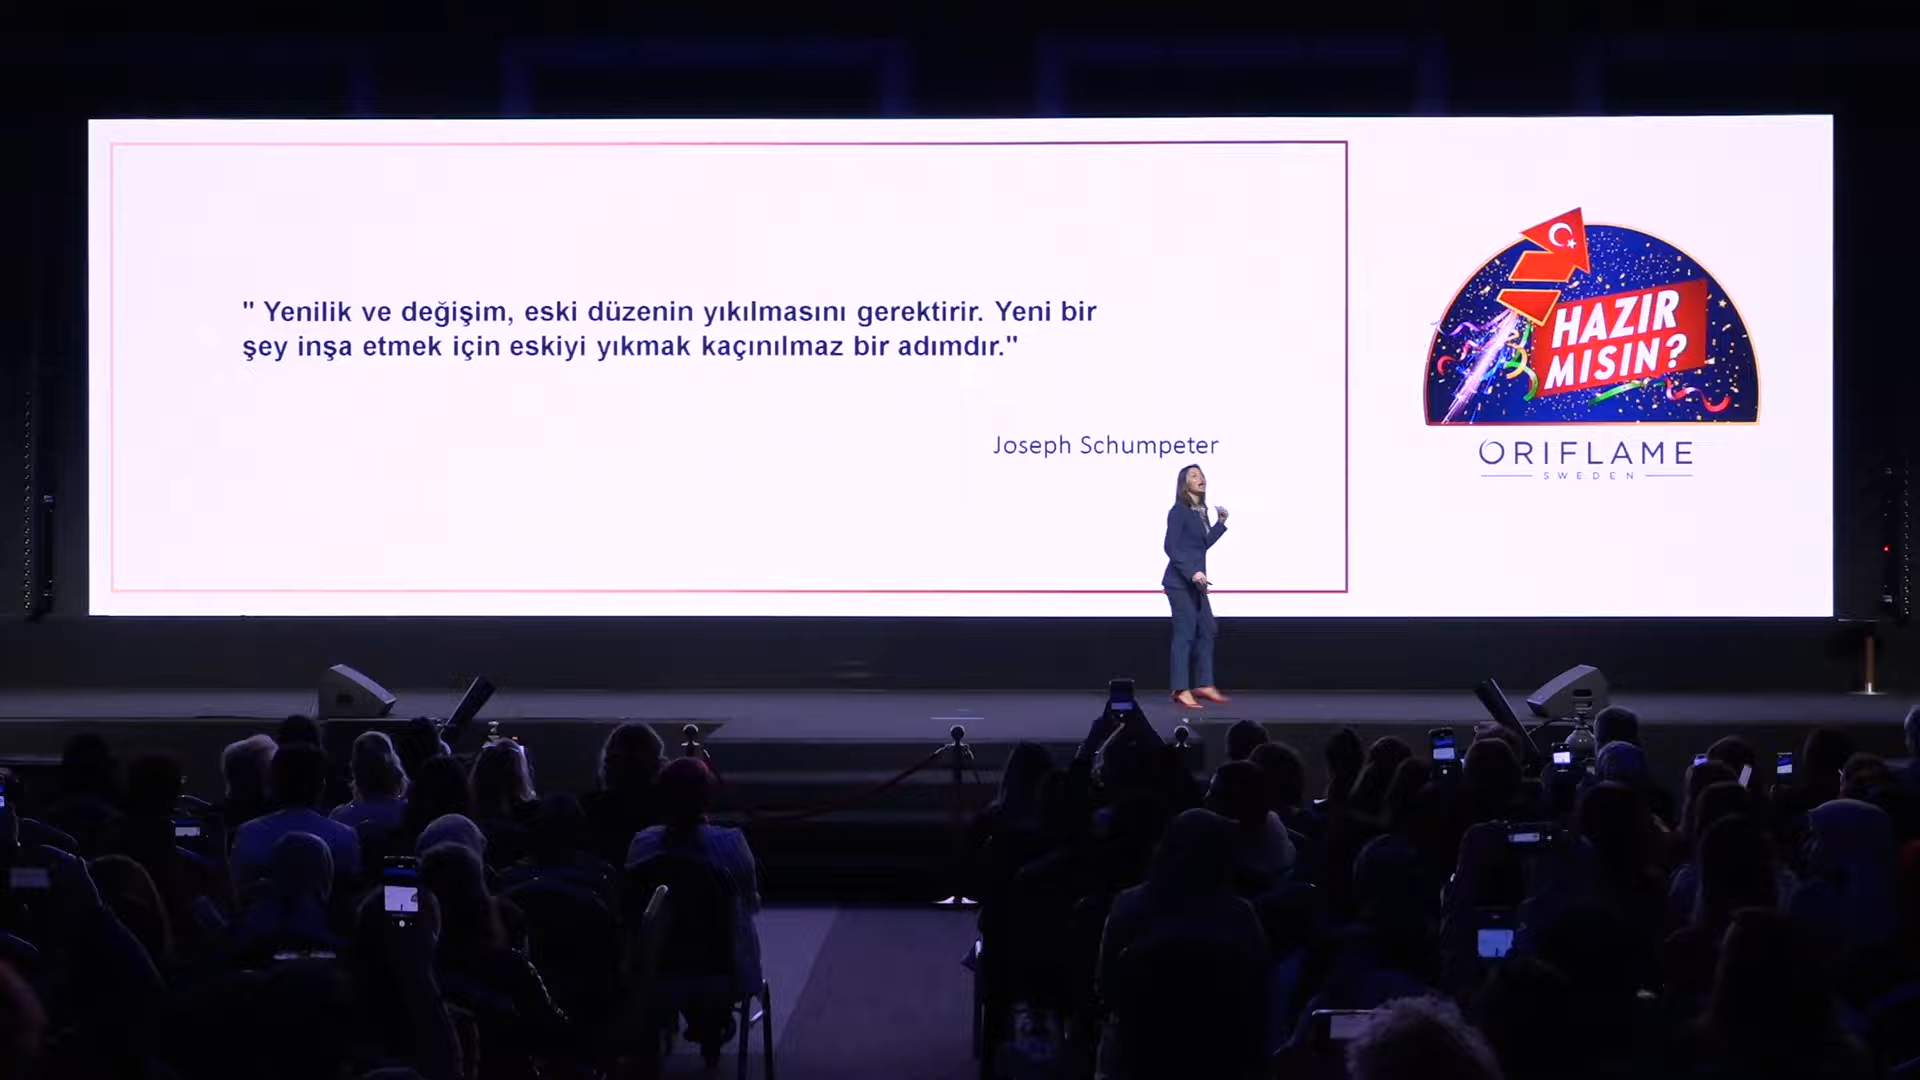 " Yenilik ve değişim, eski düzenin yıkılmasını gerektirir. Yeni bir
şey inşa etmek için eskiyi yıkmak kaçınılmaz bir adımdır."
Joseph Schumpeter
HAZIR
MISIN?
ORIFLAME
SWEDEN